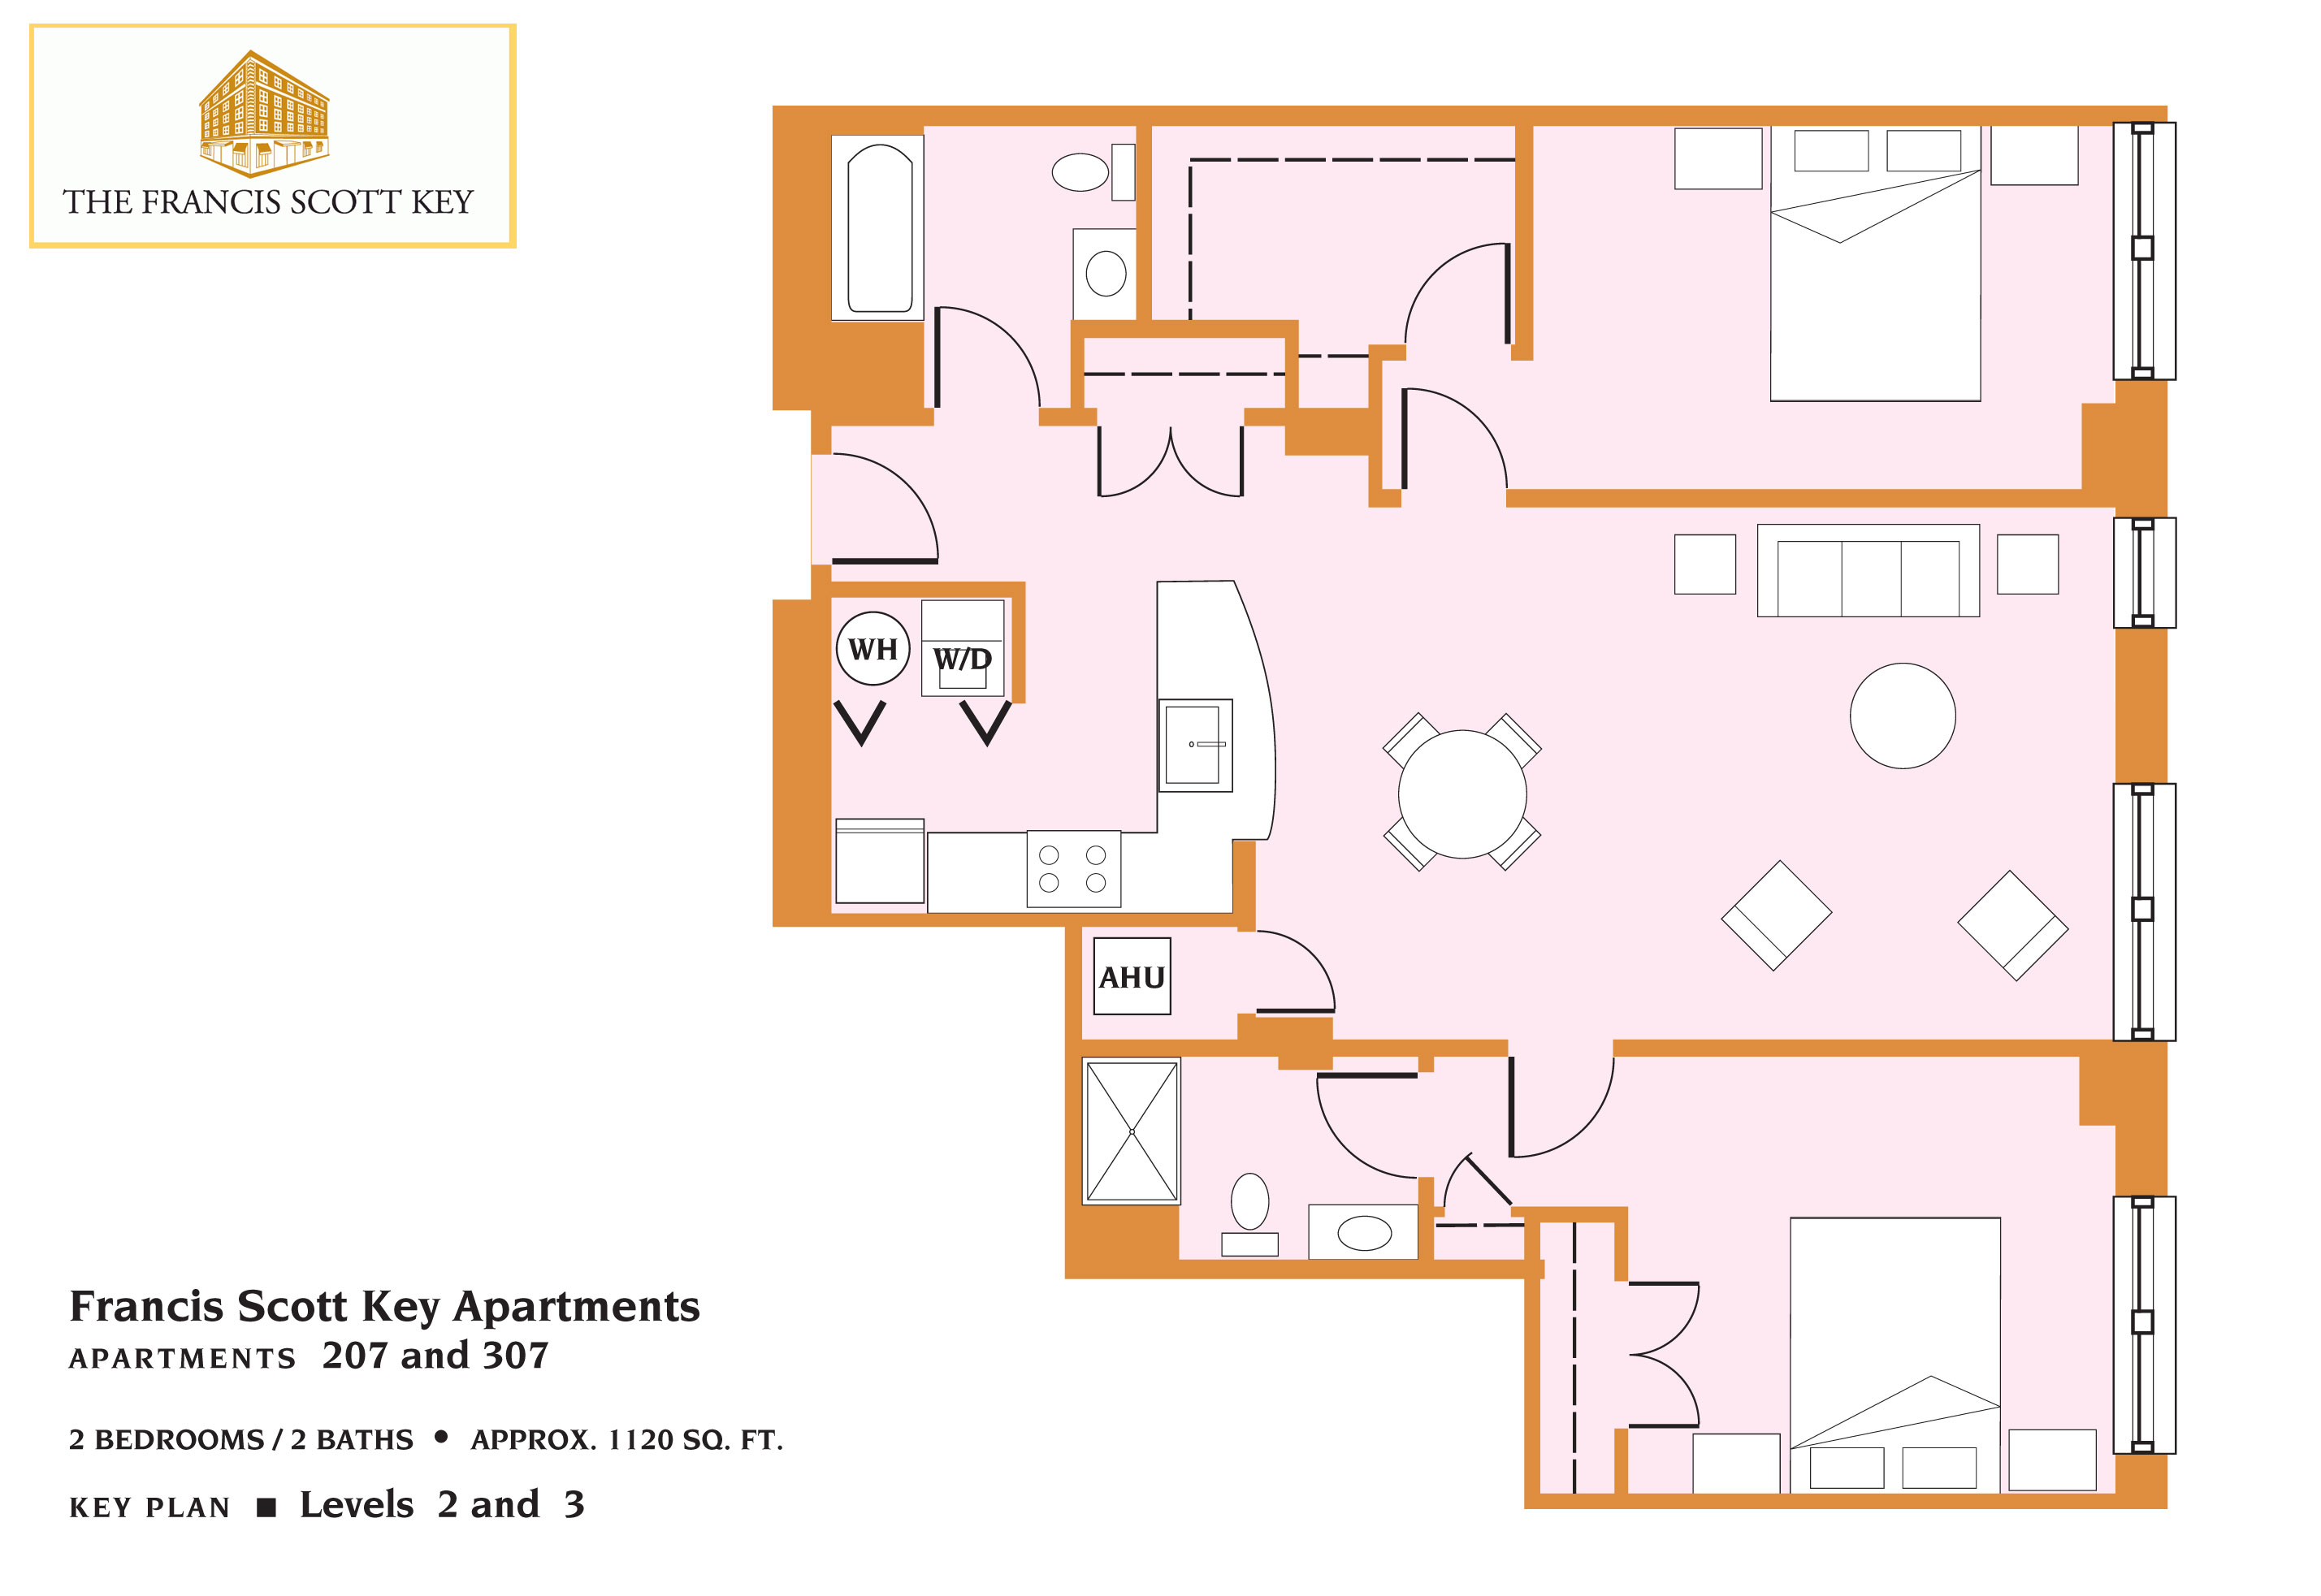 THE FRANCIS SCOTT KEY
WH
W/D
AHU
Francis Scott Key Apartments
APARTMENTS 207 and 307
2 BEDROOMS / 2 BATHS • APPROX. 1120 SQ. FT.
KEY PLAN ■ Levels 2 and 3